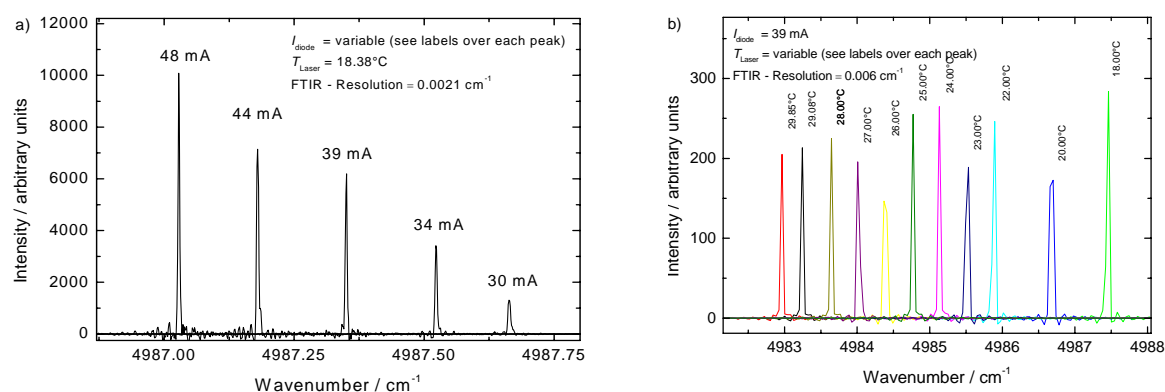 a)
12000
10000
8000
6000
4000
2000
0
Intensity / arbitrary units
I_diode = variable (see labels over each peak)
T_Laser = 18.38°C
FTIR - Resolution = 0.0021 cm⁻¹
48 mA
44 mA
39 mA
34 mA
30 mA
4987.00 4987.25 4987.50 4987.75
Wavenumber / cm⁻¹
b)
300
200
100
0
Intensity / arbitrary units
I_diode = 39 mA
T_Laser = variable (see labels over each peak)
FTIR - Resolution = 0.006 cm⁻¹
29.85°C
29.08°C
28.00°C
27.00°C
26.00°C
25.00°C
24.00°C
23.00°C
22.00°C
20.00°C
18.00°C
4983 4984 4985 4986 4987 4988
Wavenumber / cm⁻¹